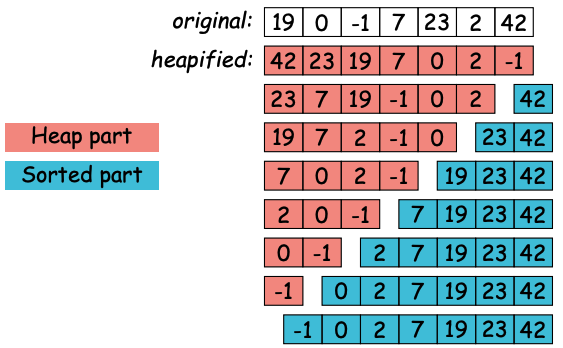 original: 19 0 -1 7 23 2 42
heapified: 42 23 19 7 0 2 -1
23 7 19 -1 0 2 42
Heap part 19 7 2 -1 0 23 42
Sorted part 7 0 2 -1 19 23 42
2 0 -1 7 19 23 42
0 -1 2 7 19 23 42
-1 0 2 7 19 23 42
-1 0 2 7 19 23 42